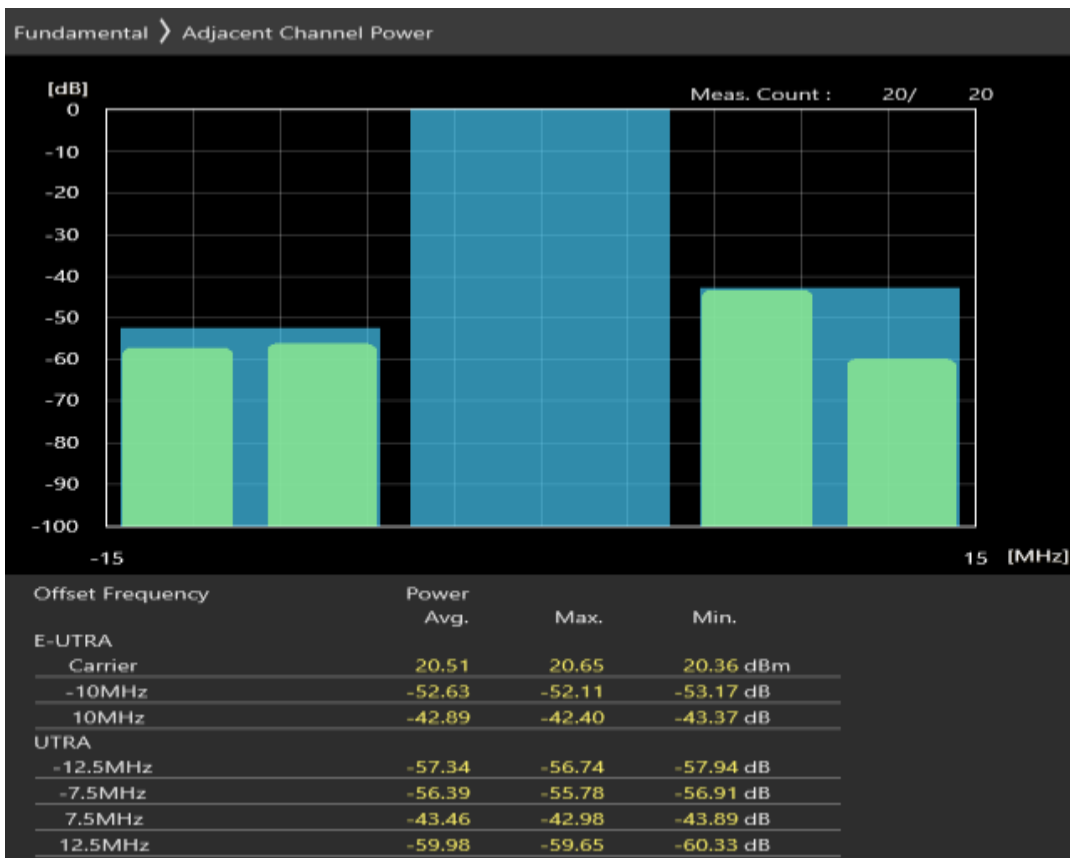 Fundamental 〉 Adjacent Channel Power
[dB]
Meas. Count : 20/ 20
0
-10
-20
-30
-40
-50
-60
-70
-80
-90
-100
-15 15 [MHz]
Offset Frequency Power
Avg. Max. Min.
E-UTRA
Carrier 20.51 20.65 20.36 dBm
-10MHz -52.63 -52.11 -53.17 dB
10MHz -42.89 -42.40 -43.37 dB
UTRA
-12.5MHz -57.34 -56.74 -57.94 dB
-7.5MHz -56.39 -55.78 -56.91 dB
7.5MHz -43.46 -42.98 -43.89 dB
12.5MHz -59.98 -59.65 -60.33 dB